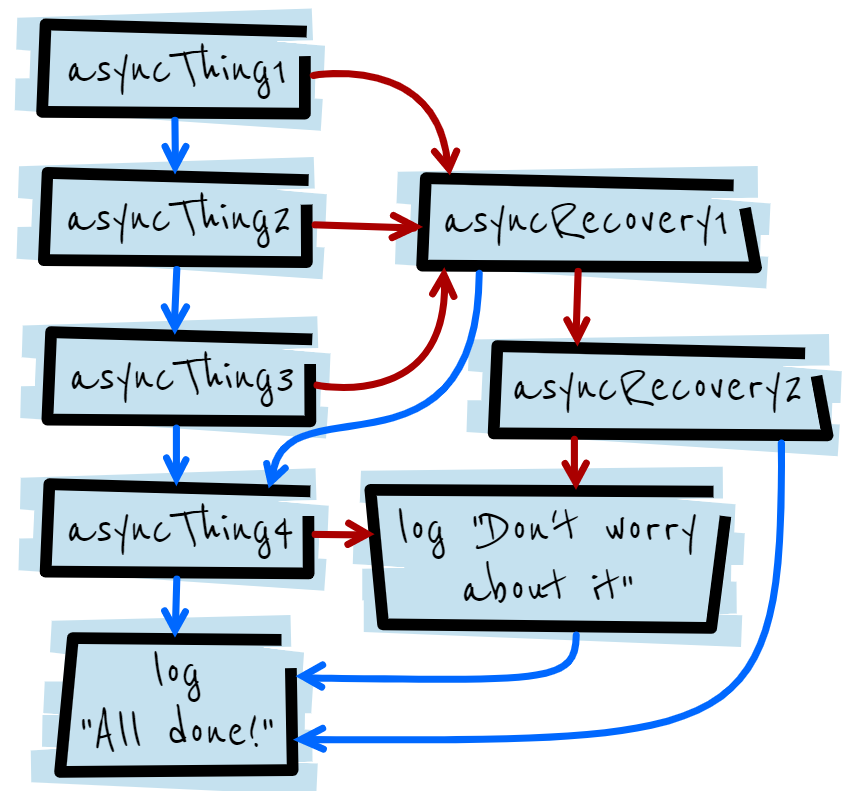 asyncThing1
asyncThing2
asyncRecovery1
asyncThing3
asyncRecovery2
asyncThing4
log "Don't worry
about it"
log
"All done!"